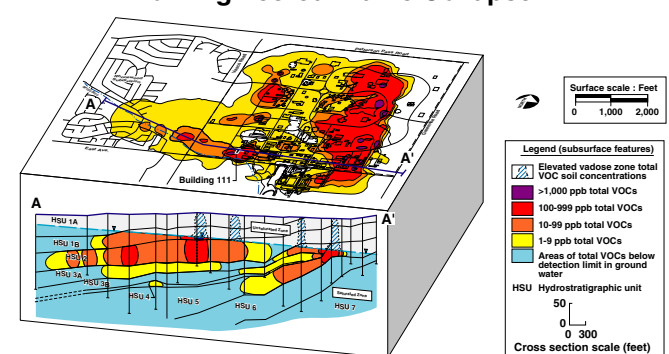 A
A'
East Ave.
Building 111
A
A'
HSU 1A
HSU 1B
HSU 2
HSU 3A
HSU 3B
HSU 4
HSU 5
HSU 6
HSU 7
Unsaturated Zone
Saturated Zone
Surface scale : Feet
0 1,000 2,000
Legend (subsurface features)
Elevated vadose zone total
VOC soil concentrations
>1,000 ppb total VOCs
100-999 ppb total VOCs
10-99 ppb total VOCs
1-9 ppb total VOCs
Areas of total VOCs below
detection limit in ground
water
HSU Hydrostratigraphic unit
50
0
0 300
Cross section scale (feet)